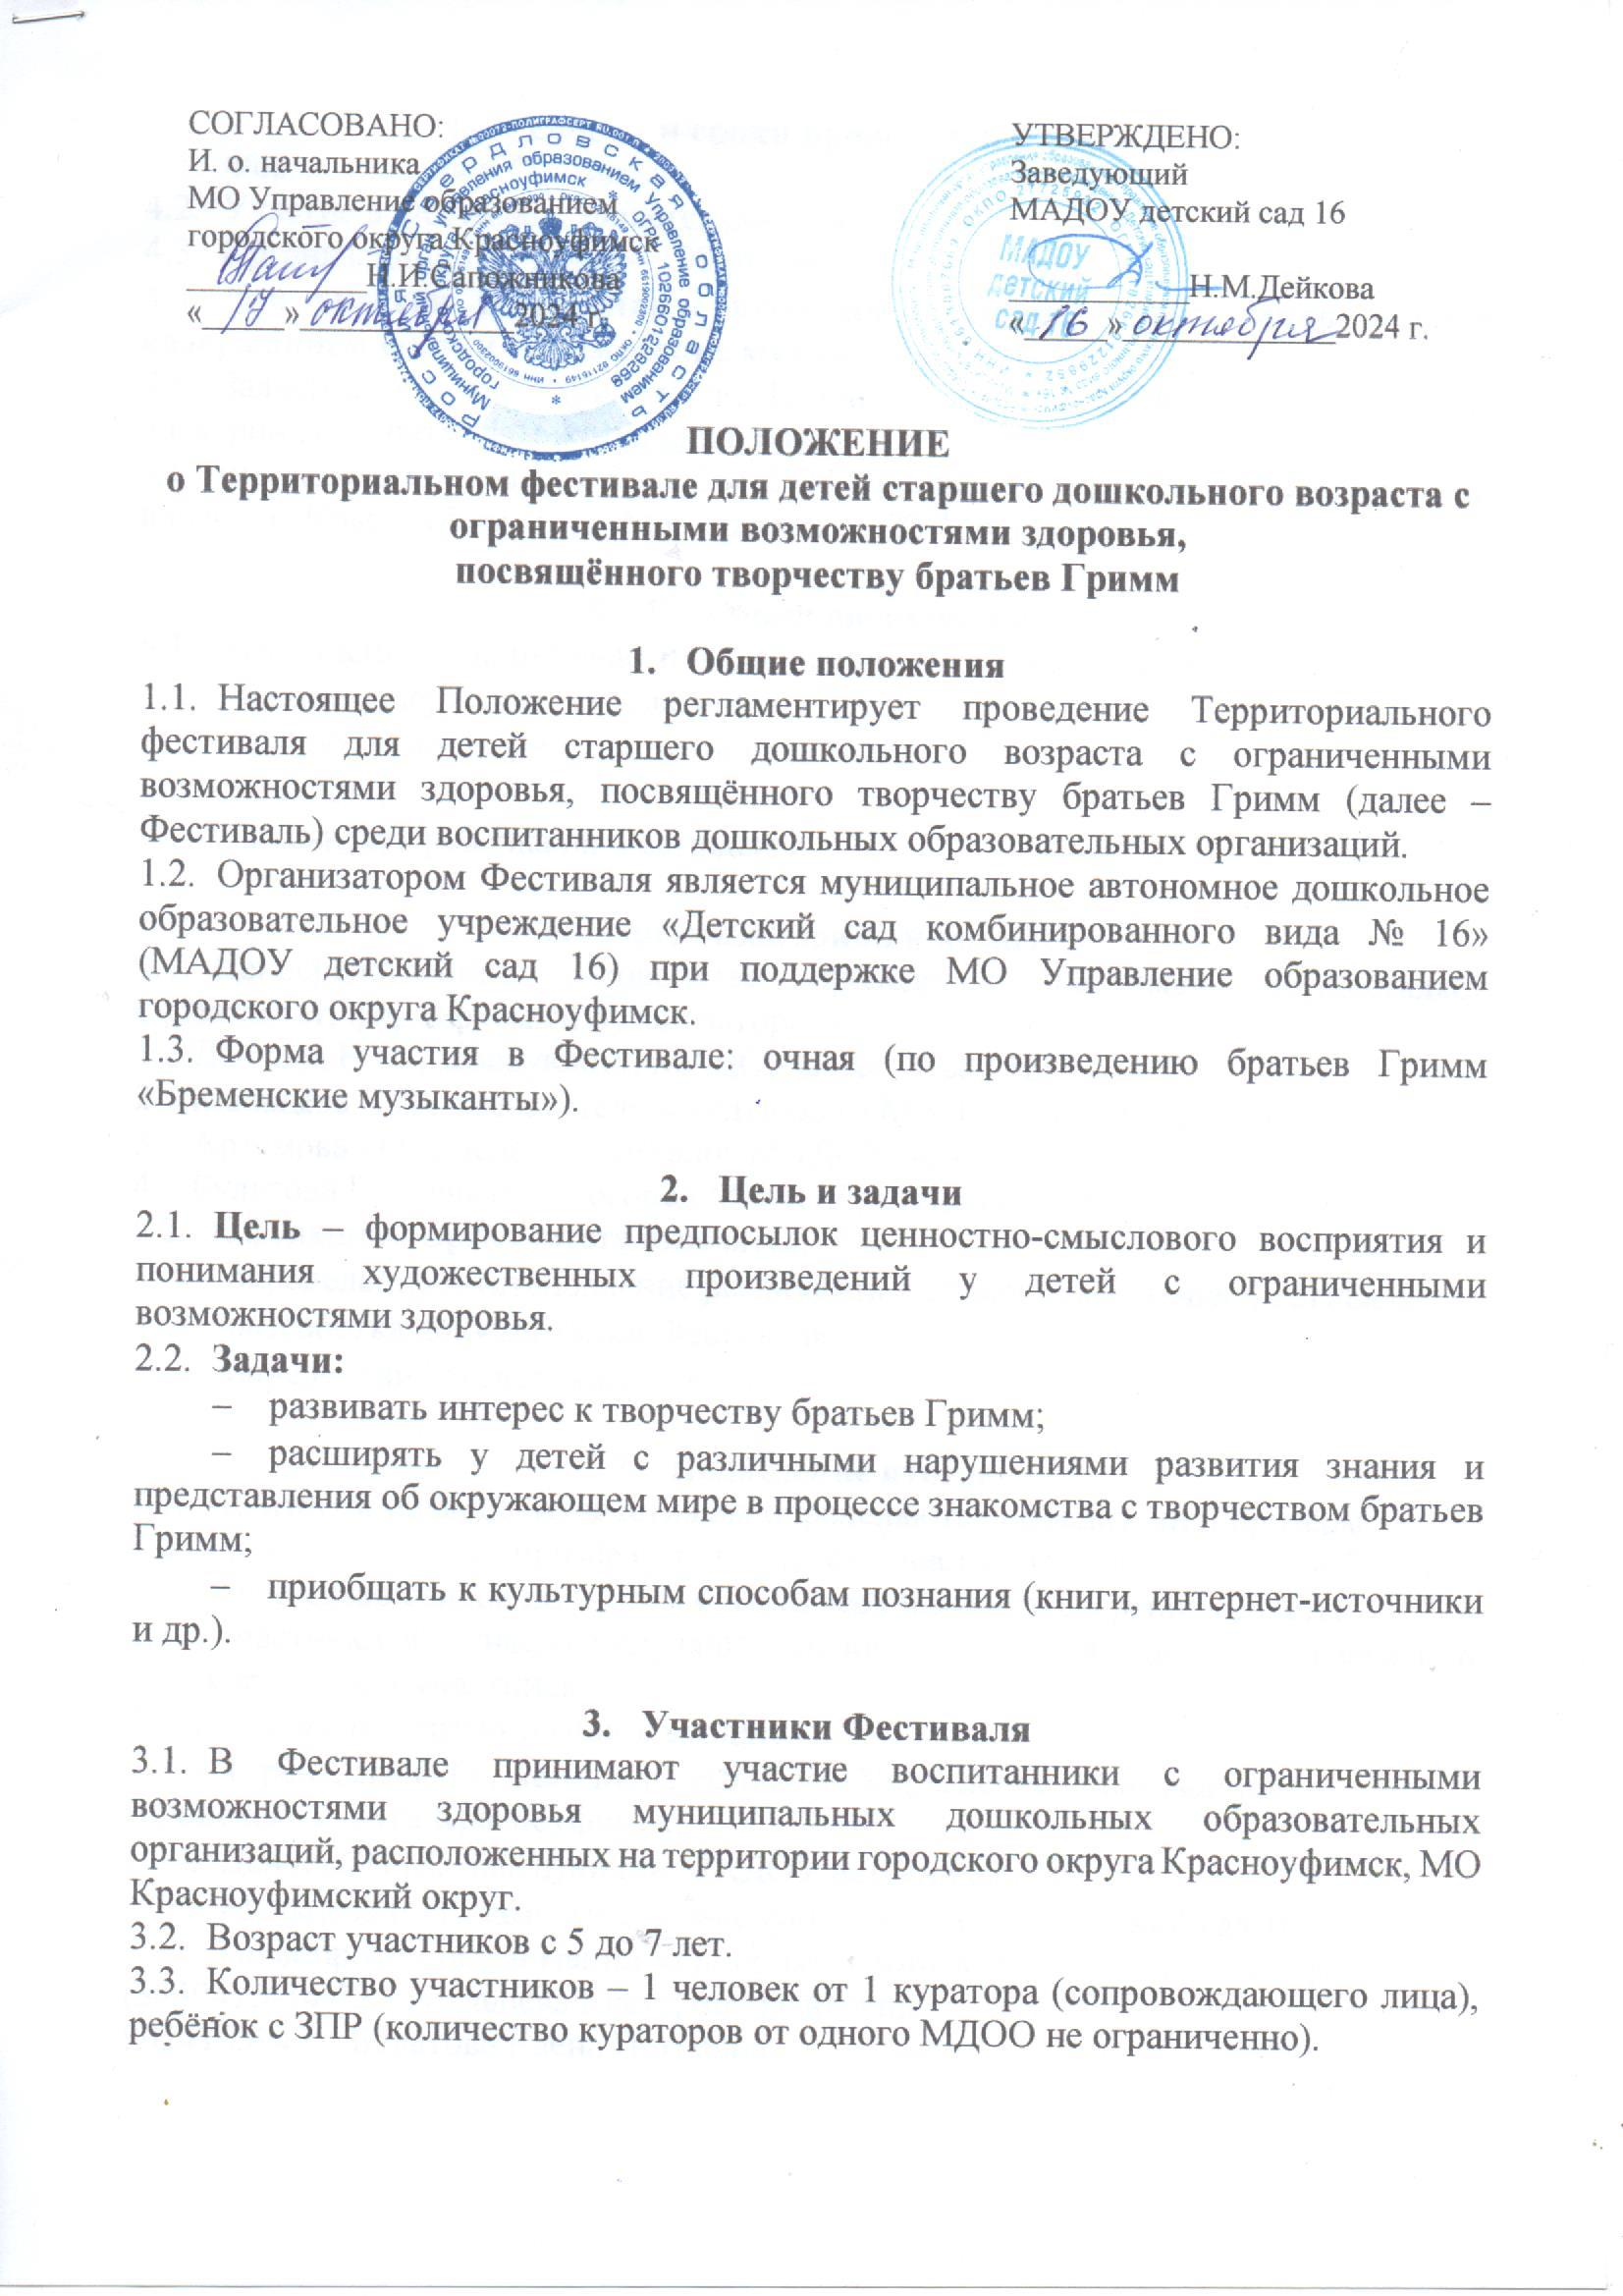 СОГЛАСОВАНО:
И. о. начальника
МО Управление образованием
городского округа Красноуфимск
Н.И.Сапожникова
«17» октября 2024 г.
УТВЕРЖДЕНО:
Заведующий
МАДОУ детский сад 16
Н.М.Дейкова
«16» октября 2024 г.
МАДОУ
детский
сад 16
ПОЛОЖЕНИЕ
о Территориальном фестивале для детей старшего дошкольного возраста с
ограниченными возможностями здоровья,
посвящённого творчеству братьев Гримм
1. Общие положения
1.1. Настоящее Положение регламентирует проведение Территориального
фестиваля для детей старшего дошкольного возраста с ограниченными
возможностями здоровья, посвящённого творчеству братьев Гримм (далее –
Фестиваль) среди воспитанников дошкольных образовательных организаций.
1.2. Организатором Фестиваля является муниципальное автономное дошкольное
образовательное учреждение «Детский сад комбинированного вида № 16»
(МАДОУ детский сад 16) при поддержке МО Управление образованием
городского округа Красноуфимск.
1.3. Форма участия в Фестивале: очная (по произведению братьев Гримм
«Бременские музыканты»).
2. Цель и задачи
2.1. Цель – формирование предпосылок ценностно-смыслового восприятия и
понимания художественных произведений у детей с ограниченными
возможностями здоровья.
2.2. Задачи:
– развивать интерес к творчеству братьев Гримм;
– расширять у детей с различными нарушениями развития знания и
представления об окружающем мире в процессе знакомства с творчеством братьев
Гримм;
– приобщать к культурным способам познания (книги, интернет-источники
и др.).
3. Участники Фестиваля
3.1. В Фестивале принимают участие воспитанники с ограниченными
возможностями здоровья муниципальных дошкольных образовательных
организаций, расположенных на территории городского округа Красноуфимск, МО
Красноуфимский округ.
3.2. Возраст участников с 5 до 7 лет.
3.3. Количество участников – 1 человек от 1 куратора (сопровождающего лица),
ребёнок с ЗПР (количество кураторов от одного МДОО не ограниченно).